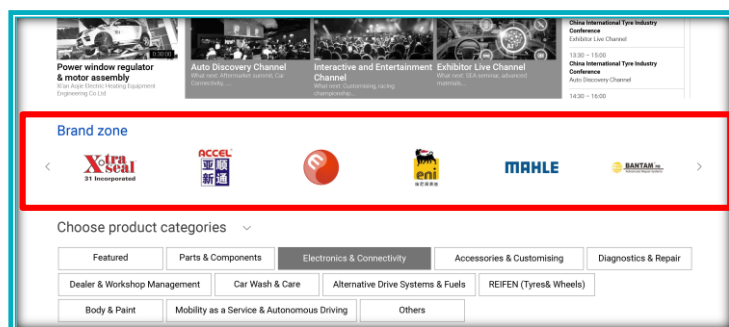 China International Tyre Industry
Conference
Exhibitor Live Channel
13:30 – 15:00
China International Tyre Industry
Conference
Auto Discovery Channel
14:30 – 16:00
0:30:00
Power window regulator
& motor assembly
Xi'an Aojie Electric Heating Equipment
Engineering Co Ltd
Auto Discovery Channel
What next: Aftermarket summit, Car
Connectivity, ....
Interactive and Entertainment
Channel
What next: Customising, racing
championship...
Exhibitor Live Channel
What next: SEA seminar, advanced
materials...
Brand zone
Xtra
seal
31 Incorporated
ACCEL
亚顺
新通
eni
MAHLE
BANTAM
Choose product categories
Featured
Parts & Components
Electronics & Connectivity
Accessories & Customising
Diagnostics & Repair
Dealer & Workshop Management
Car Wash & Care
Alternative Drive Systems & Fuels
REIFEN (Tyres& Wheels)
Body & Paint
Mobility as a Service & Autonomous Driving
Others